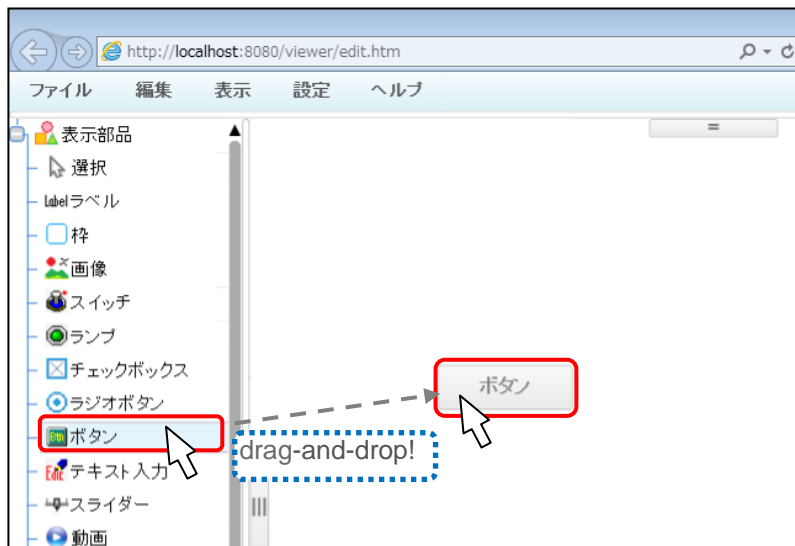 http://localhost:8080/viewer/edit.htm
ファイル 編集 表示 設定 ヘルプ
表示部品
選択
Label ラベル
枠
画像
スイッチ
ランプ
チェックボックス
ラジオボタン
Btn ボタン
Edit テキスト入力
スライダー
動画
ボタン
drag-and-drop!